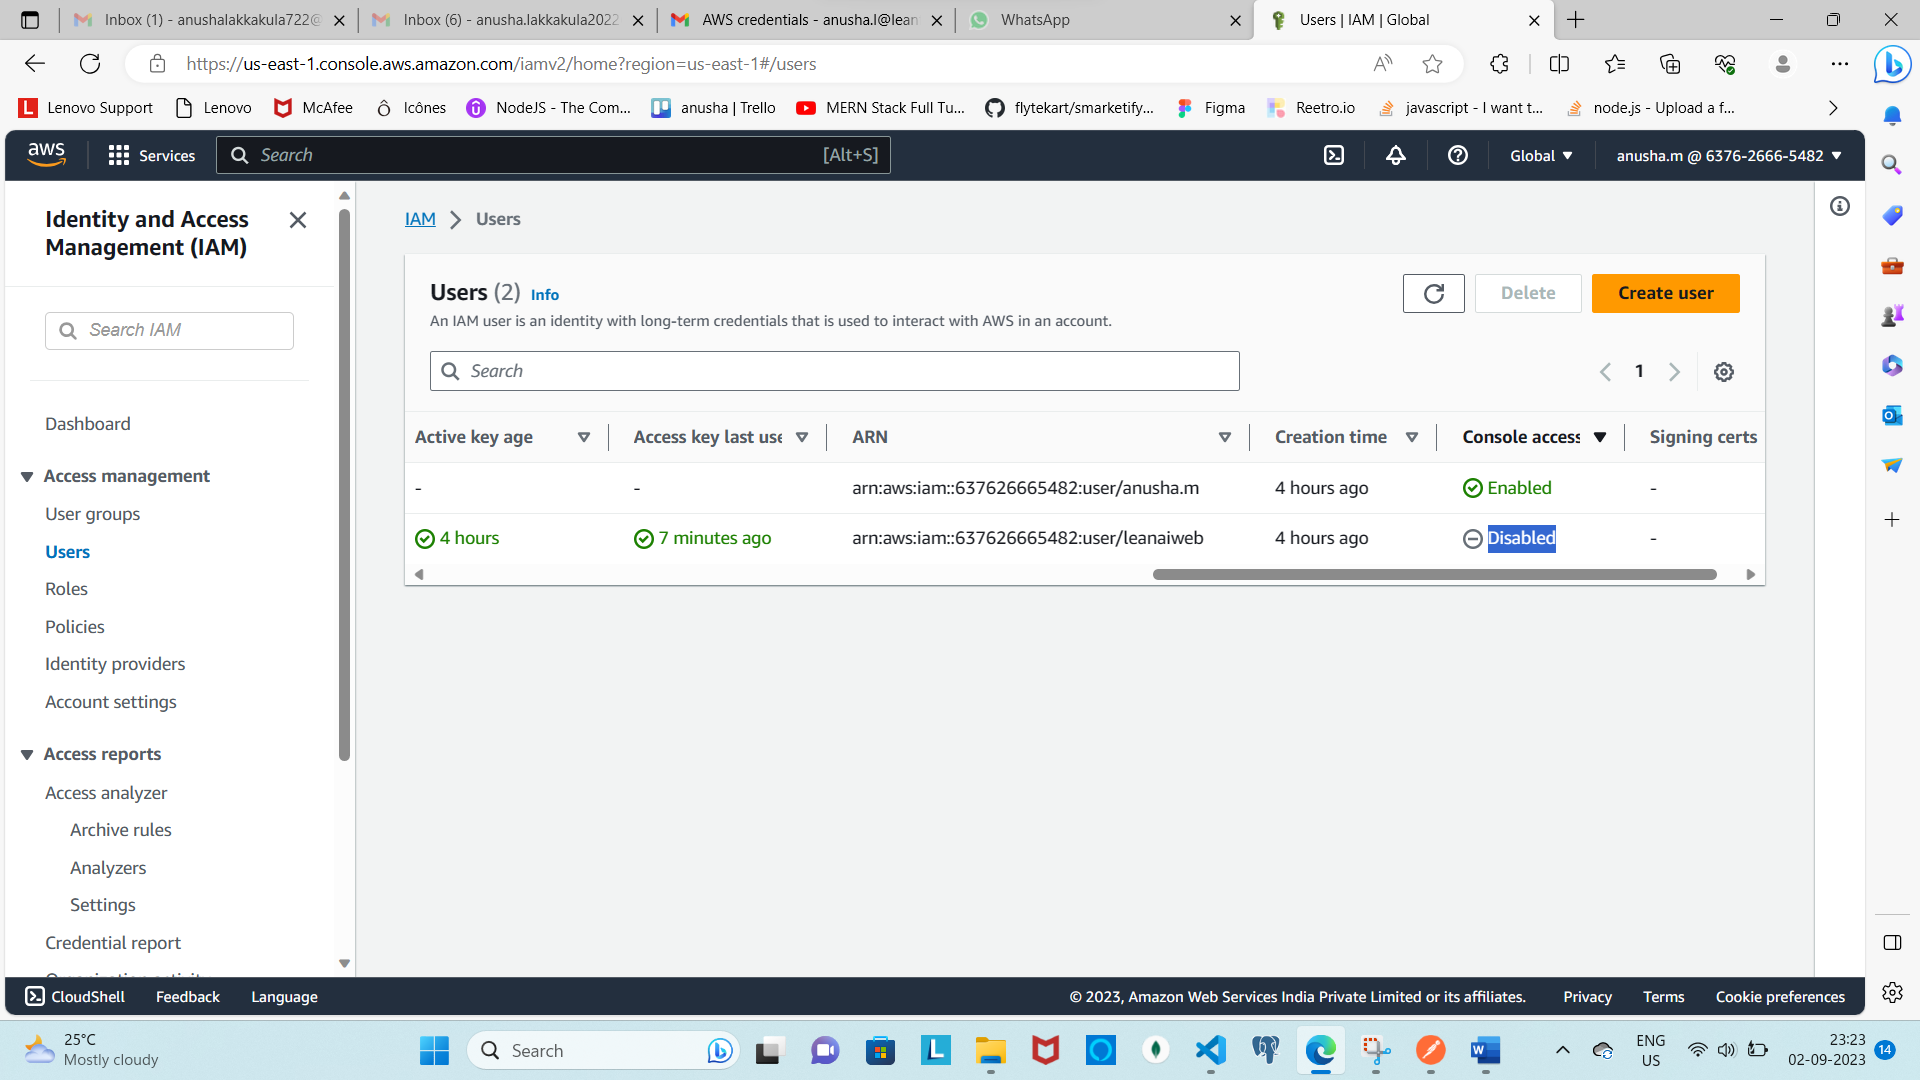 Inbox (1) - anushalakkakula722@
Inbox (6) - anusha.lakkakula2022
AWS credentials - anusha.l@lean
WhatsApp
Users | IAM | Global
https://us-east-1.console.aws.amazon.com/iamv2/home?region=us-east-1#/users
Lenovo Support
Lenovo
McAfee
Icônes
NodeJS - The Com...
anusha | Trello
MERN Stack Full Tu...
flytekart/smarketify...
Figma
Reetro.io
javascript - I want t...
node.js - Upload a f...
aws
Services
Search
[Alt+S]
Global
anusha.m @ 6376-2666-5482
Identity and Access
Management (IAM)
Search IAM
Dashboard
Access management
User groups
Users
Roles
Policies
Identity providers
Account settings
Access reports
Access analyzer
Archive rules
Analyzers
Settings
Credential report
IAM
Users
Users (2) Info
An IAM user is an identity with long-term credentials that is used to interact with AWS in an account.
Delete
Create user
Search
1
Active key age
Access key last use
ARN
Creation time
Console access
Signing certs
-
-
arn:aws:iam::637626665482:user/anusha.m
4 hours ago
Enabled
-
4 hours
7 minutes ago
arn:aws:iam::637626665482:user/leanaiweb
4 hours ago
Disabled
-
CloudShell
Feedback
Language
© 2023, Amazon Web Services India Private Limited or its affiliates.
Privacy
Terms
Cookie preferences
25°C
Mostly cloudy
Search
ENG
US
23:23
02-09-2023
14